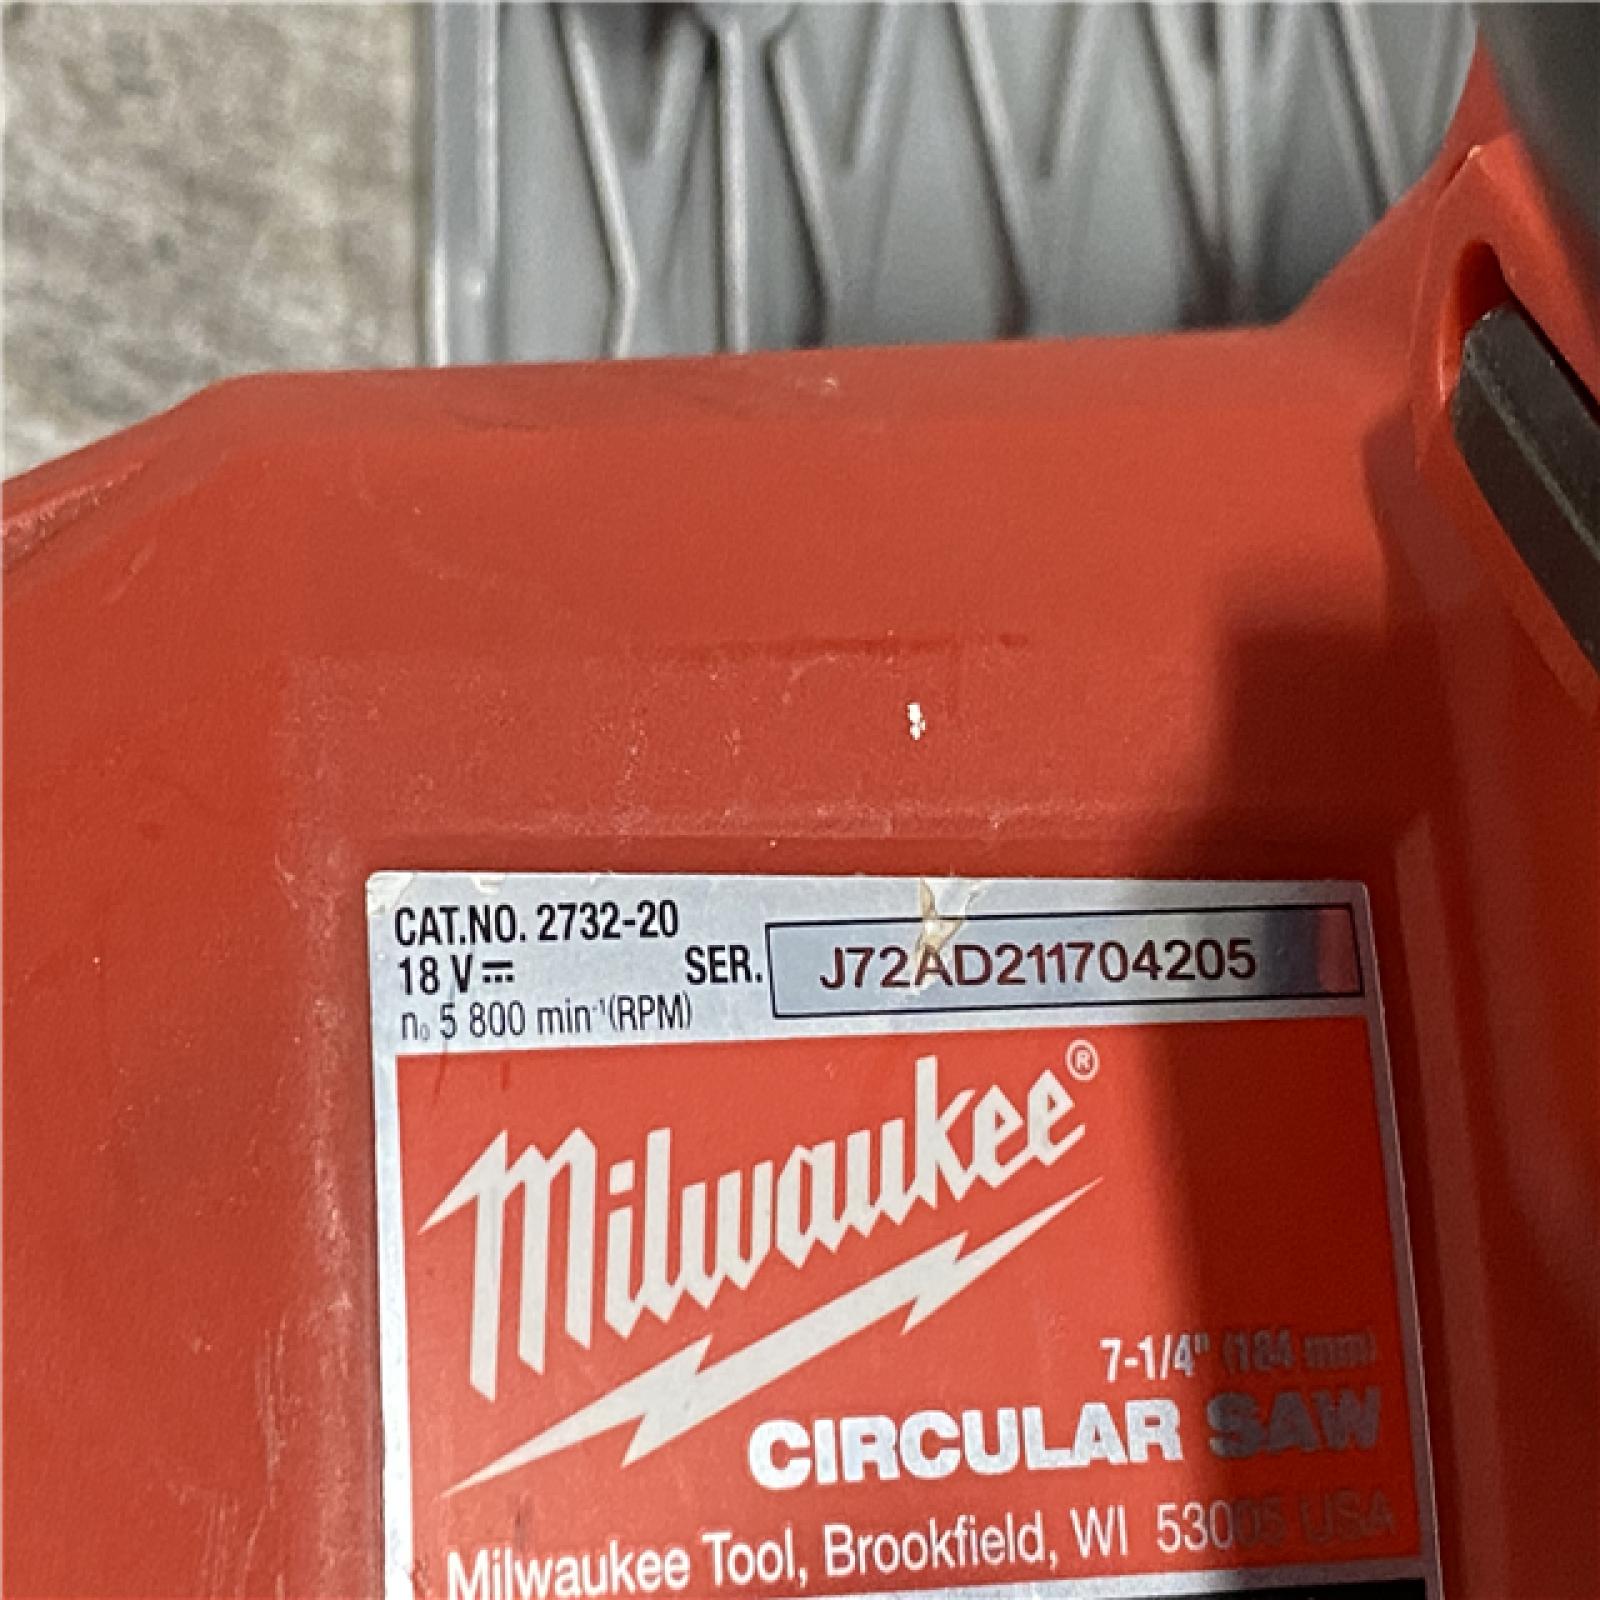 CAT.NO. 2732-20
18 V⎓ SER. J72AD211704205
n₀ 5 800 min⁻¹(RPM)
Milwaukee®
7-1/4" (184 mm)
CIRCULAR SAW
Milwaukee Tool, Brookfield, WI 53005 USA